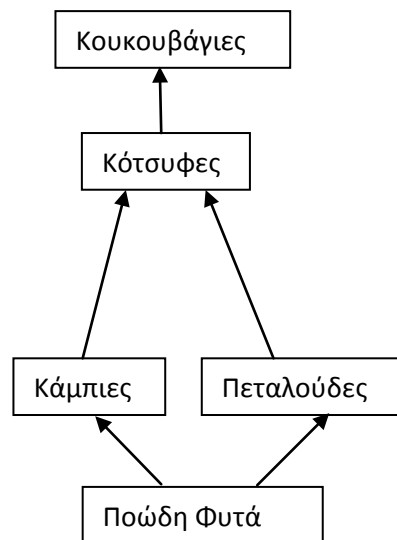 Κουκουβάγιες
Κότσυφες
Κάμπιες
Πεταλούδες
Ποώδη Φυτά